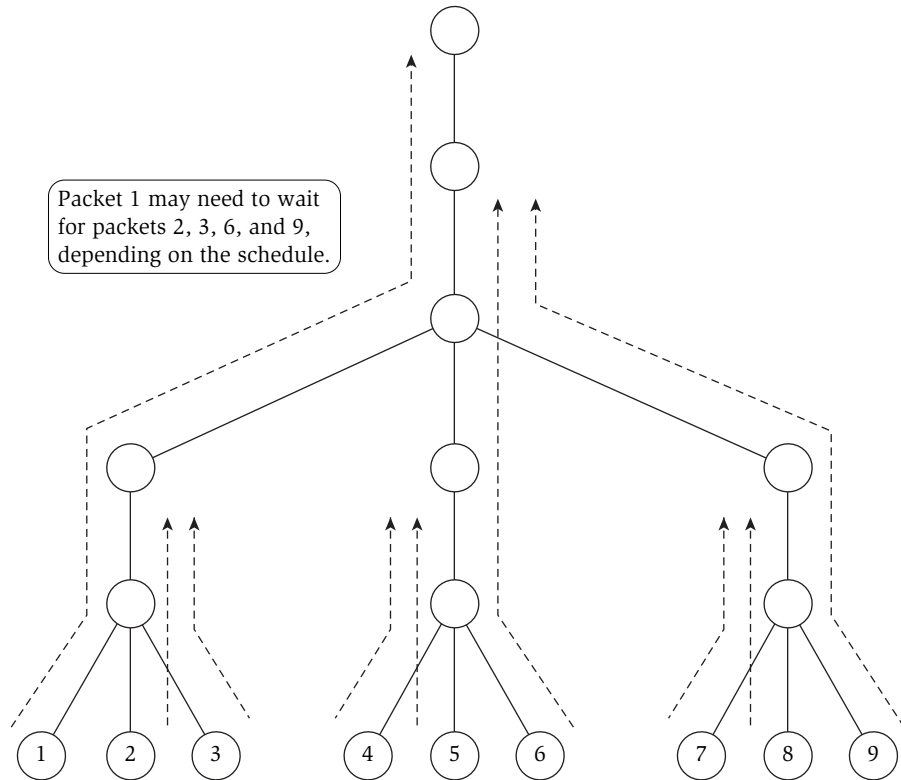 Packet 1 may need to wait
for packets 2, 3, 6, and 9,
depending on the schedule.
1 2 3 4 5 6 7 8 9